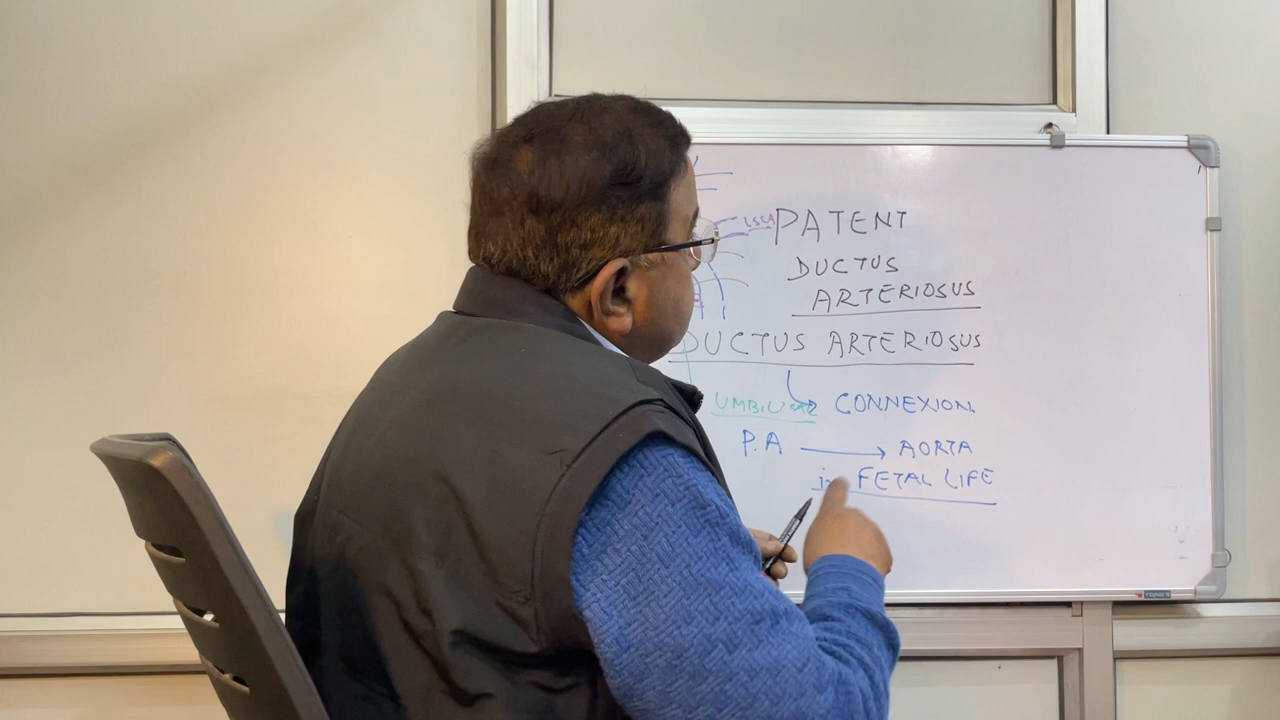 LSCA PATENT
DUCTUS
ARTERIOSUS
DUCTUS ARTERIOSUS
UMBILICAL CONNEXION
P.A → AORTA
in FETAL LIFE